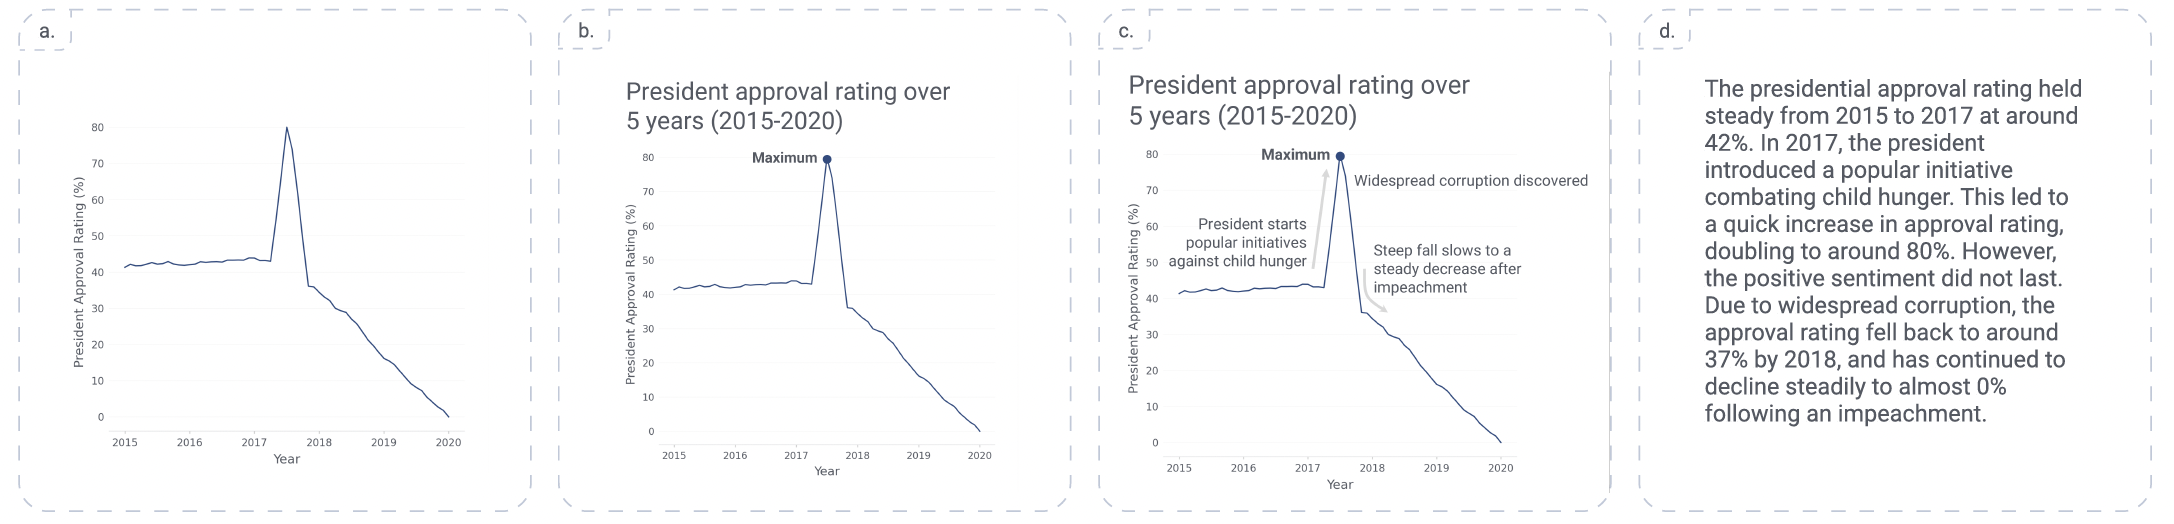 a.
80
70
60
50
40
30
20
10
0
President Approval Rating (%)
2015 2016 2017 2018 2019 2020
Year
b.
President approval rating over
5 years (2015-2020)
Maximum
80
70
60
50
40
30
20
10
0
President Approval Rating (%)
2015 2016 2017 2018 2019 2020
Year
c.
President approval rating over
5 years (2015-2020)
Maximum
Widespread corruption discovered
President starts
popular initiatives
against child hunger
Steep fall slows to a
steady decrease after
impeachment
80
70
60
50
40
30
20
10
0
President Approval Rating (%)
2015 2016 2017 2018 2019 2020
Year
d.
The presidential approval rating held
steady from 2015 to 2017 at around
42%. In 2017, the president
introduced a popular initiative
combating child hunger. This led to
a quick increase in approval rating,
doubling to around 80%. However,
the positive sentiment did not last.
Due to widespread corruption, the
approval rating fell back to around
37% by 2018, and has continued to
decline steadily to almost 0%
following an impeachment.